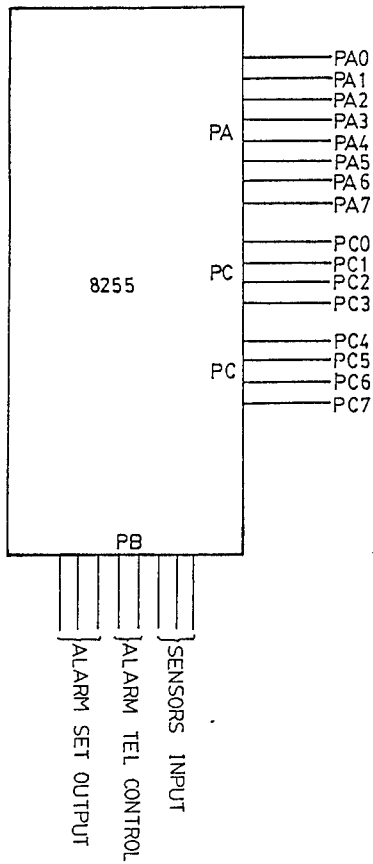 PA0
PA1
PA2
PA3
PA
PA4
PA5
PA6
PA7
PC0
PC1
PC
8255
PC2
PC3
PC4
PC5
PC
PC6
PC7
PB
ALARM SET OUTPUT
ALARM TEL CONTROL
SENSORS INPUT